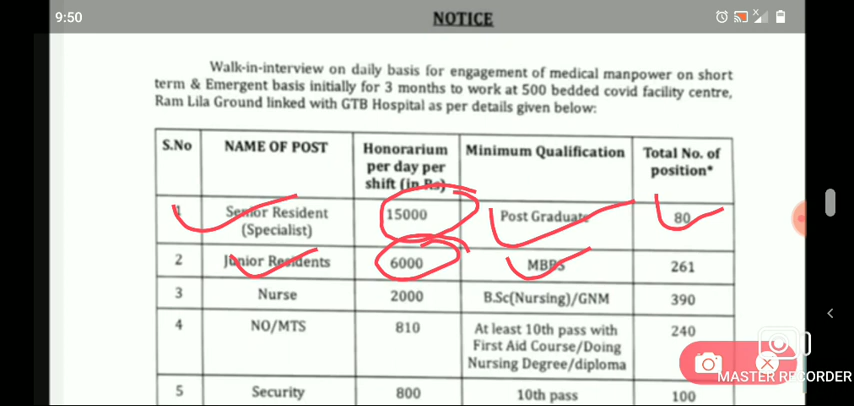 9:50
NOTICE
Walk-in-interview on daily basis for engagement of medical manpower on short
term & Emergent basis initially for 3 months to work at 500 bedded covid facility centre,
Ram Lila Ground linked with GTB Hospital as per details given below:
S.No NAME OF POST Honorarium per day per shift (in Rs) Minimum Qualification Total No. of position*
1 Senior Resident (Specialist) 15000 Post Graduate 80
2 Junior Residents 6000 MBBS 261
3 Nurse 2000 B.Sc(Nursing)/GNM 390
4 NO/MTS 810 At least 10th pass with First Aid Course/Doing Nursing Degree/diploma 240
5 Security 800 10th pass 100
MASTER RECORDER